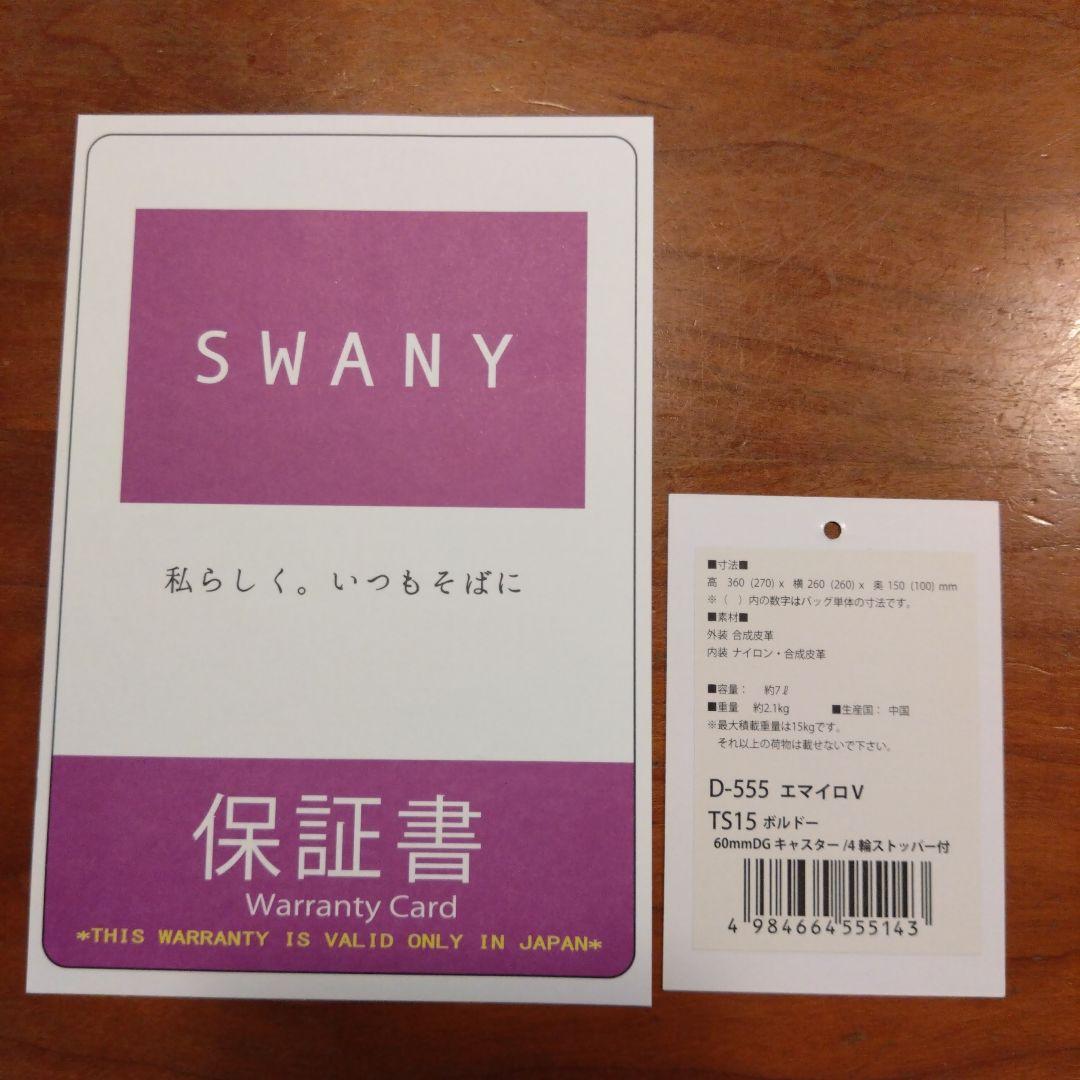 SWANY
私らしく。いつもそばに
保証書
Warranty Card
*THIS WARRANTY IS VALID ONLY IN JAPAN*
■寸法■
高 360 (270) x 横 260 (260) x 奥 150 (100) mm
※( )内の数字はバッグ単体の寸法です。
■素材■
外装 合成皮革
内装 ナイロン・合成皮革
■容量： 約7ℓ
■重量 約2.1kg ■生産国： 中国
※最大積載重量は15kgです。
それ以上の荷物は載せないで下さい。
D-555 エマイロV
TS15 ボルドー
60mmDG キャスター /4 輪ストッパー付
4 984664 555143